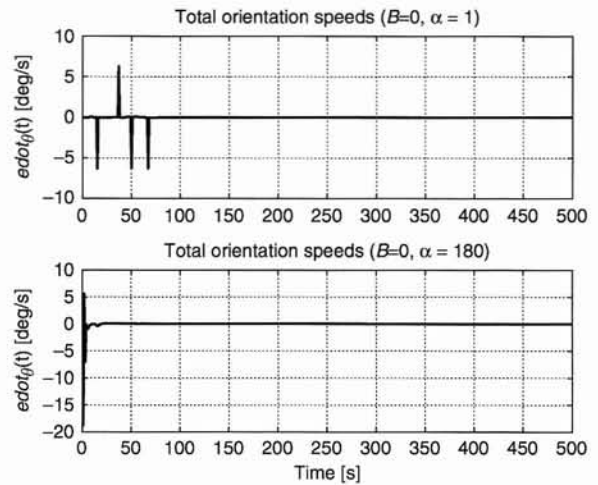 Total orientation speeds (B=0, α = 1)
edotθ(t) [deg/s]
10
5
0
−5
−10
0 50 100 150 200 250 300 350 400 450 500
Total orientation speeds (B=0, α = 180)
edotθ(t) [deg/s]
10
5
0
−5
−10
−15
−20
0 50 100 150 200 250 300 350 400 450 500
Time [s]